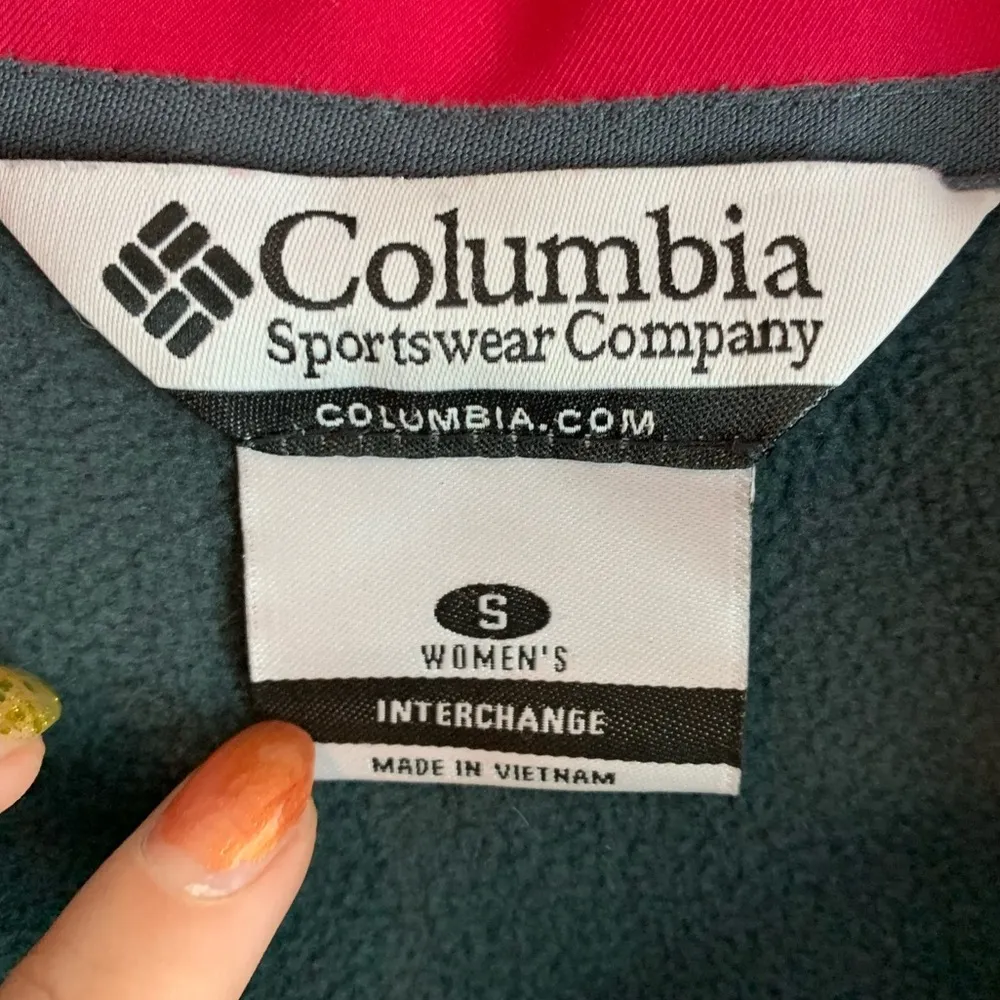 Columbia
Sportswear Company
COLUMBIA.COM
S
WOMEN'S
INTERCHANGE
MADE IN VIETNAM